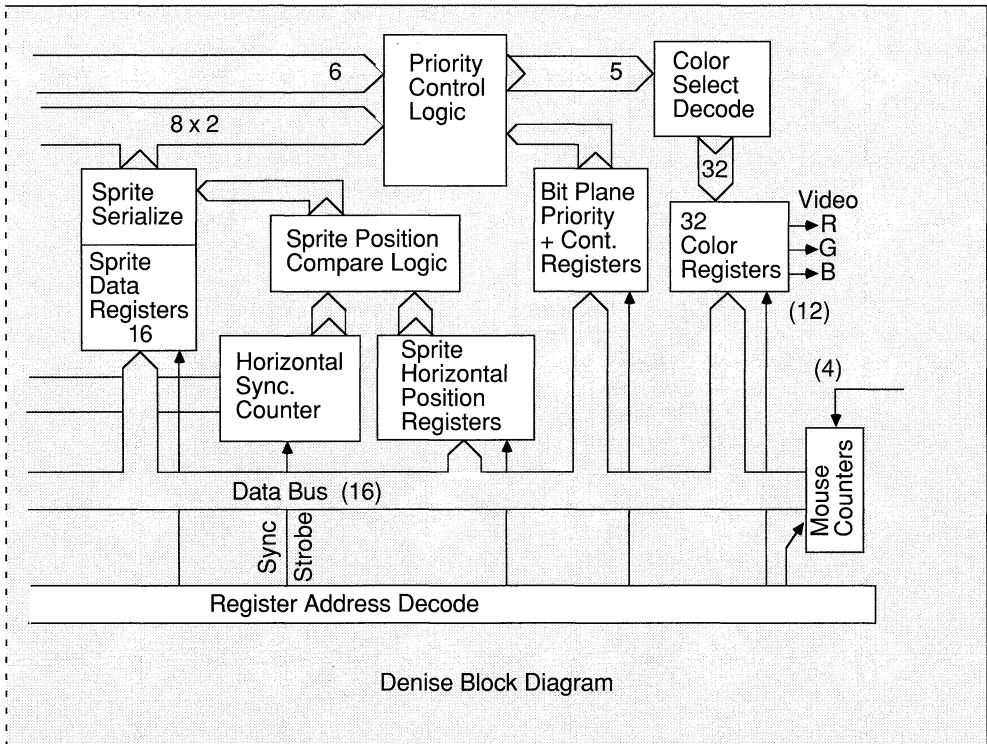 6
Priority
Control
Logic
5
Color
Select
Decode
8 x 2
32
Sprite
Serialize
Sprite
Data
Registers
16
Sprite Position
Compare Logic
Bit Plane
Priority
+ Cont.
Registers
32
Color
Registers
Video
R
G
B
(12)
Horizontal
Sync.
Counter
Sprite
Horizontal
Position
Registers
(4)
Mouse
Counters
Data Bus (16)
Sync
Strobe
Register Address Decode
Denise Block Diagram